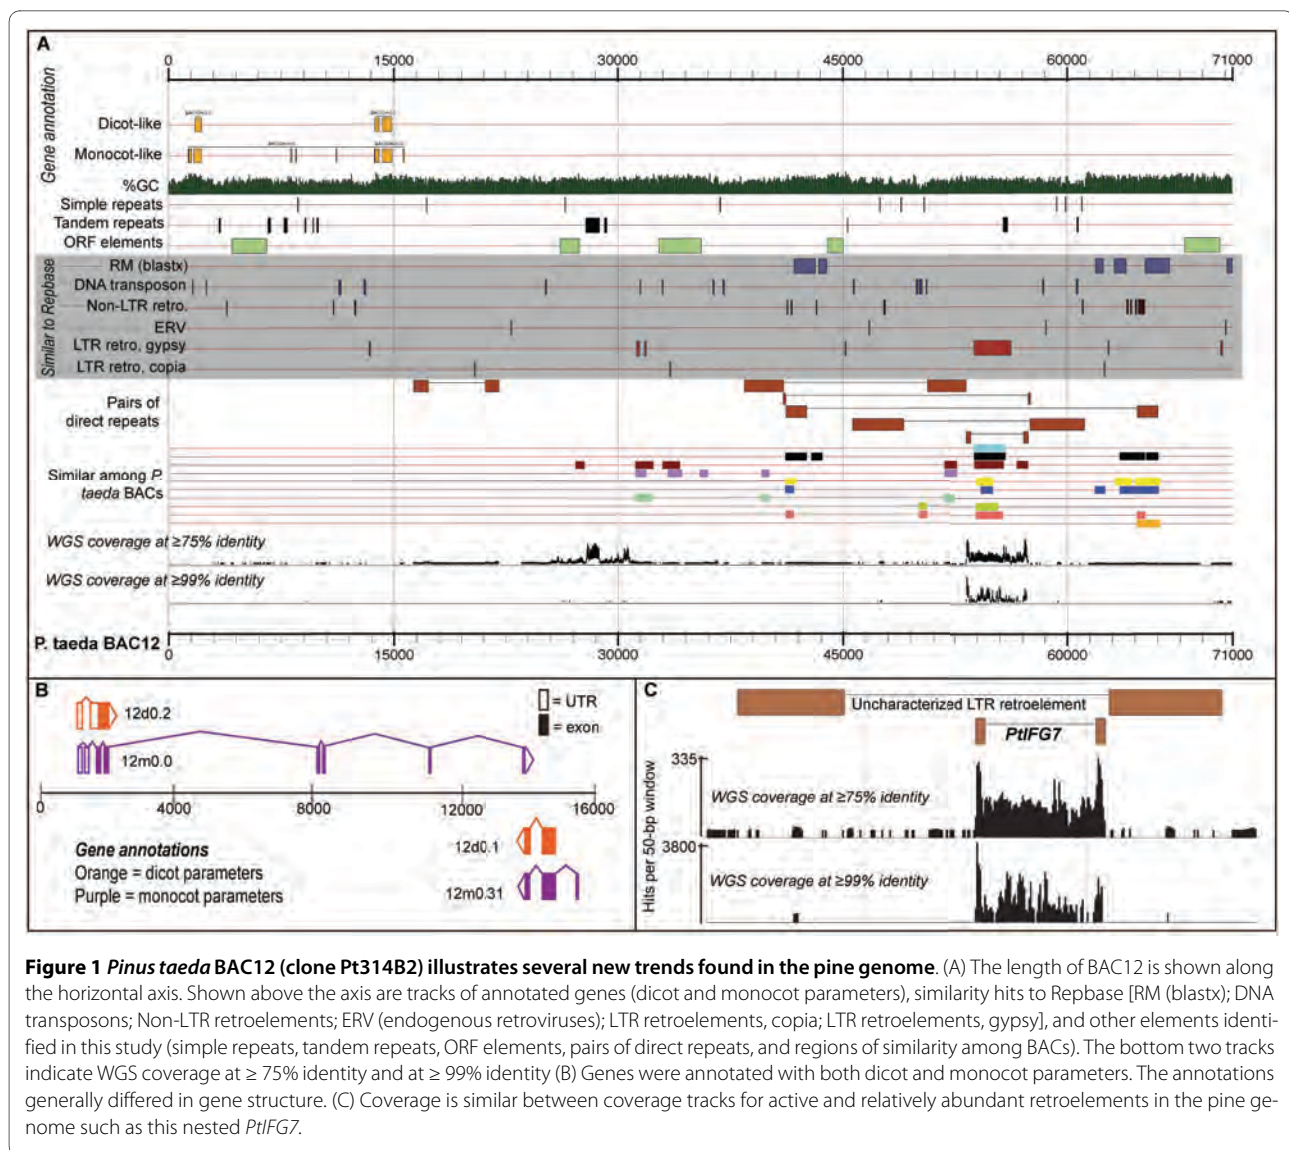 A
0 15000 30000 45000 60000 71000
Gene annotation
Dicot-like
Monocot-like
%GC
Simple repeats
Tandem repeats
ORF elements
Similar to Repbase
RM (blastx)
DNA transposon
Non-LTR retro.
ERV
LTR retro, gypsy
LTR retro, copia
Pairs of
direct repeats
Similar among P.
taeda BACs
WGS coverage at ≥75% identity
WGS coverage at ≥99% identity
P. taeda BAC12
0 15000 30000 45000 60000 71000
B
12d0.2
= UTR
= exon
12m0.0
0 4000 8000 12000 16000
12d0.1
12m0.31
Gene annotations
Orange = dicot parameters
Purple = monocot parameters
C
Uncharacterized LTR retroelement
PtIFG7
335
WGS coverage at ≥75% identity
Hits per 50-bp window
3800
WGS coverage at ≥99% identity
Figure 1 Pinus taeda BAC12 (clone Pt314B2) illustrates several new trends found in the pine genome. (A) The length of BAC12 is shown along
the horizontal axis. Shown above the axis are tracks of annotated genes (dicot and monocot parameters), similarity hits to Repbase [RM (blastx); DNA
transposons; Non-LTR retroelements; ERV (endogenous retroviruses); LTR retroelements, copia; LTR retroelements, gypsy], and other elements identi-
fied in this study (simple repeats, tandem repeats, ORF elements, pairs of direct repeats, and regions of similarity among BACs). The bottom two tracks
indicate WGS coverage at ≥ 75% identity and at ≥ 99% identity (B) Genes were annotated with both dicot and monocot parameters. The annotations
generally differed in gene structure. (C) Coverage is similar between coverage tracks for active and relatively abundant retroelements in the pine ge-
nome such as this nested PtIFG7.